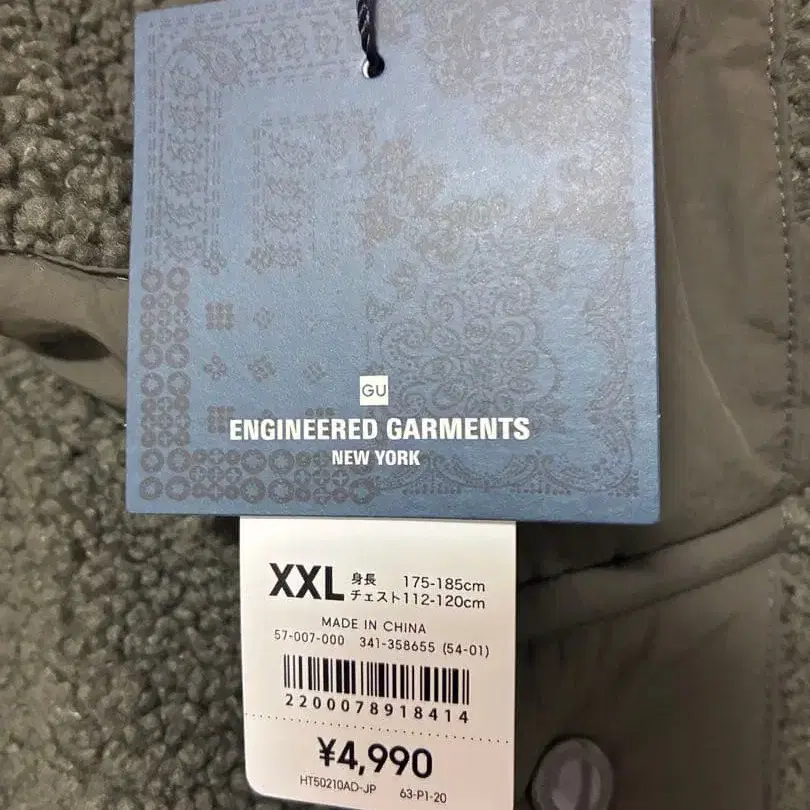 GU
ENGINEERED GARMENTS
NEW YORK
XXL 身長 175-185cm
チェスト112-120cm
MADE IN CHINA
57-007-000 341-358655 (54-01)
2200078918414
¥4,990
HT50210AD-JP 63-P1-20